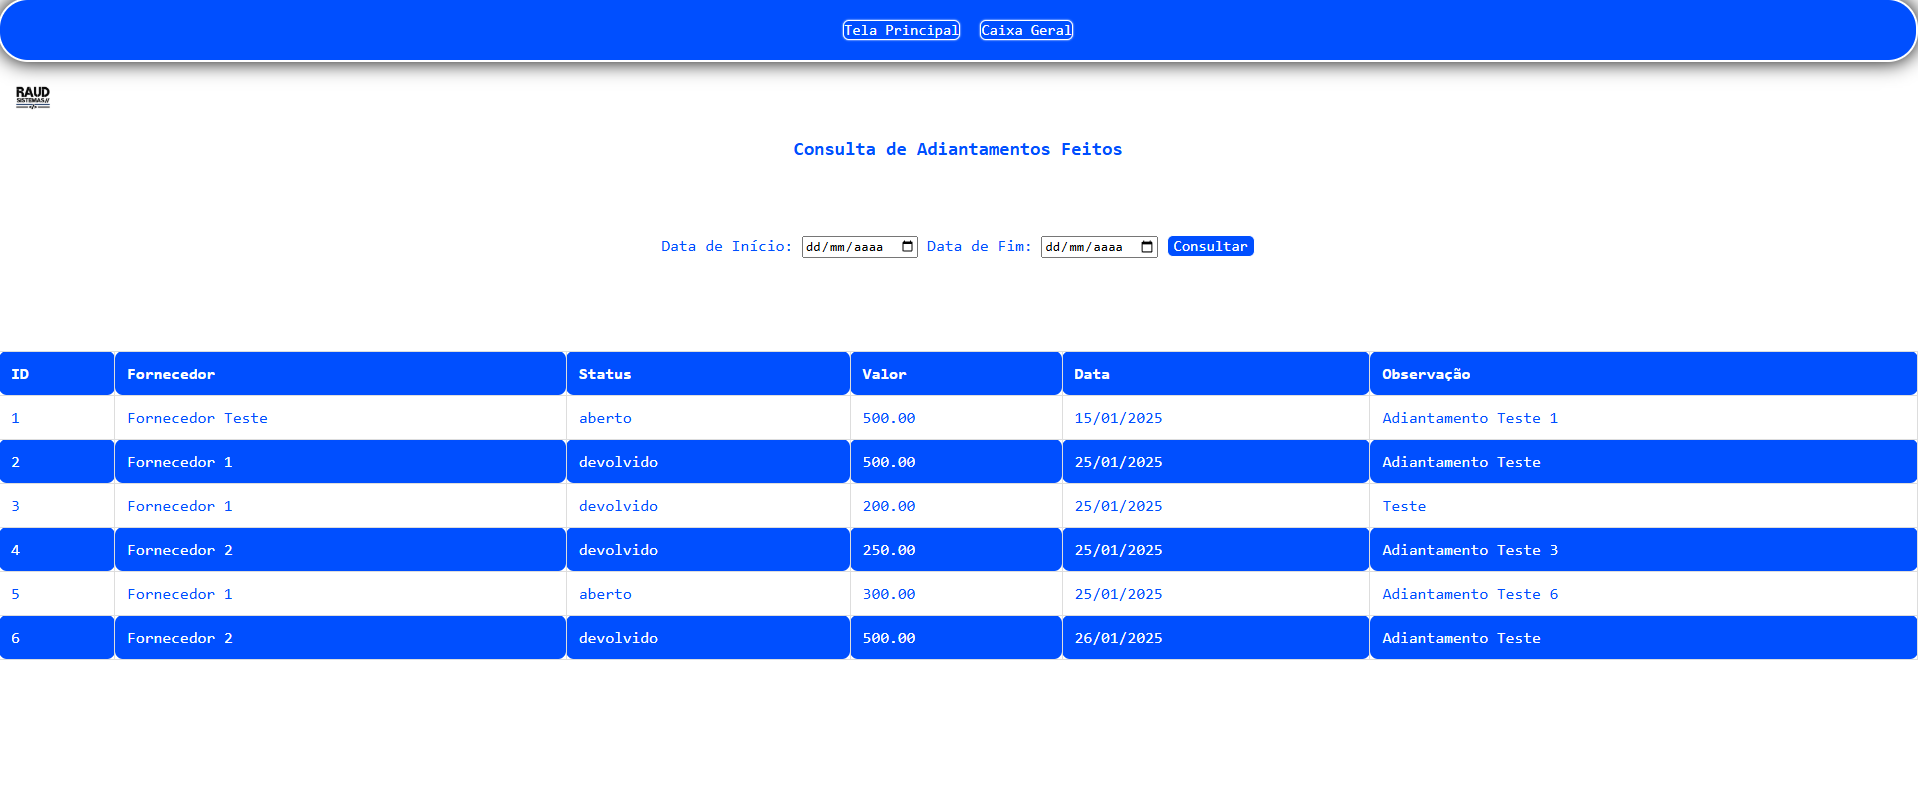 Tela Principal Caixa Geral
RAUD
SISTEMAS//
</>
Consulta de Adiantamentos Feitos
Data de Início: dd/mm/aaaa Data de Fim: dd/mm/aaaa Consultar
ID Fornecedor Status Valor Data Observação
1 Fornecedor Teste aberto 500.00 15/01/2025 Adiantamento Teste 1
2 Fornecedor 1 devolvido 500.00 25/01/2025 Adiantamento Teste
3 Fornecedor 1 devolvido 200.00 25/01/2025 Teste
4 Fornecedor 2 devolvido 250.00 25/01/2025 Adiantamento Teste 3
5 Fornecedor 1 aberto 300.00 25/01/2025 Adiantamento Teste 6
6 Fornecedor 2 devolvido 500.00 26/01/2025 Adiantamento Teste